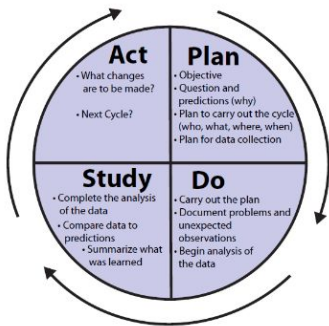 Act
• What changes
are to be made?
• Next Cycle?
Plan
• Objective
• Question and
predictions (why)
• Plan to carry out the cycle
(who, what, where, when)
• Plan for data collection
Study
• Complete the analysis
of the data
• Compare data to
predictions
• Summarize what
was learned
Do
• Carry out the plan
• Document problems and
unexpected
observations
• Begin analysis of
the data